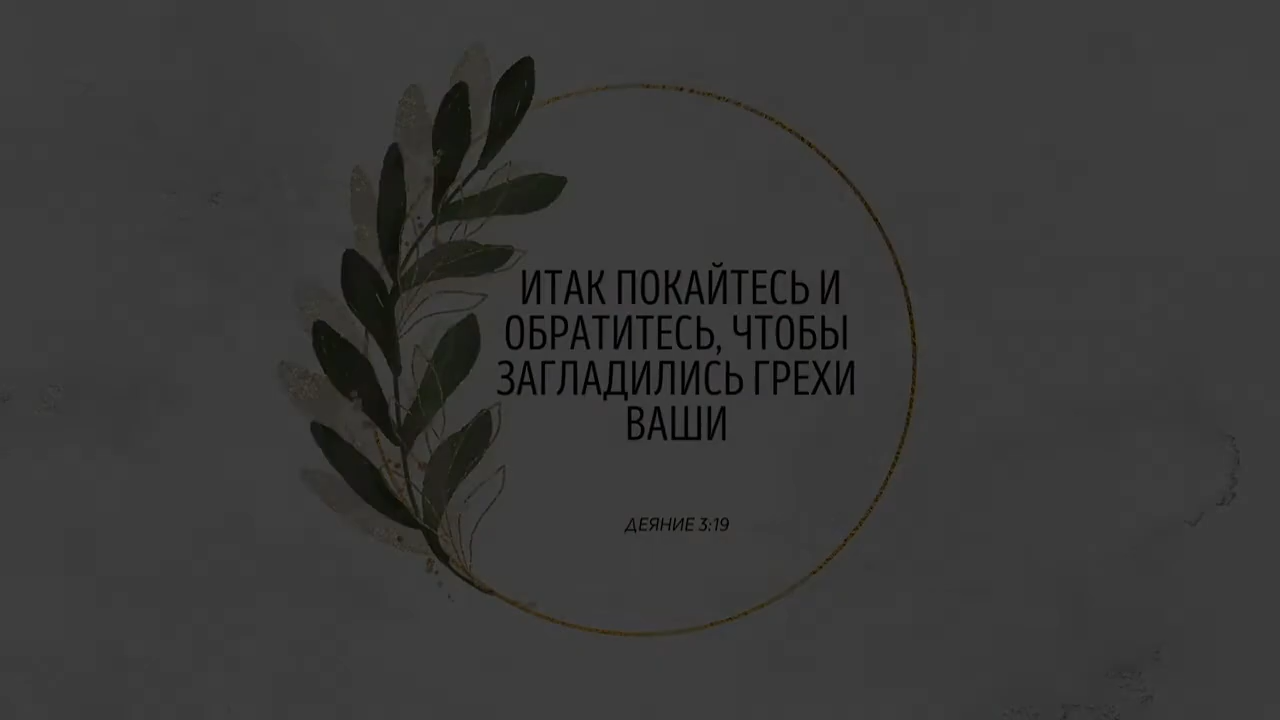 ИТАК ПОКАЙТЕСЬ И
ОБРАТИТЕСЬ, ЧТОБЫ
ЗАГЛАДИЛИСЬ ГРЕХИ
ВАШИ
ДЕЯНИЕ 3:19